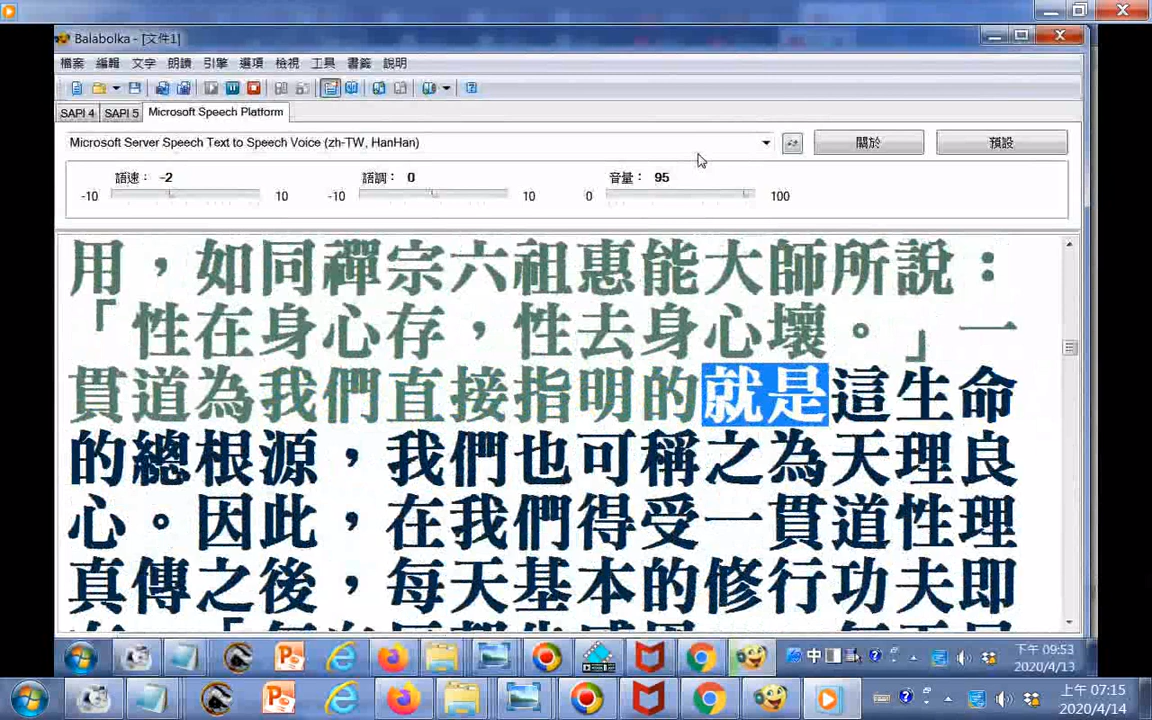 Balabolka - [文件1]
檔案 編輯 文字 朗讀 引擎 選項 檢視 工具 書籤 說明
SAPI 4 SAPI 5 Microsoft Speech Platform
Microsoft Server Speech Text to Speech Voice (zh-TW, HanHan) 關於 預設
語速： -2 語調： 0 音量： 95
-10 10 -10 10 0 100
用，如同禪宗六祖惠能大師所說：
「性在身心存，性去身心壞。」一
貫道為我們直接指明的就是這生命
的總根源，我們也可稱之為天理良
心。因此，在我們得受一貫道性理
真傳之後，每天基本的修行功夫即
中 下午 09:53
2020/4/13
上午 07:15
2020/4/14